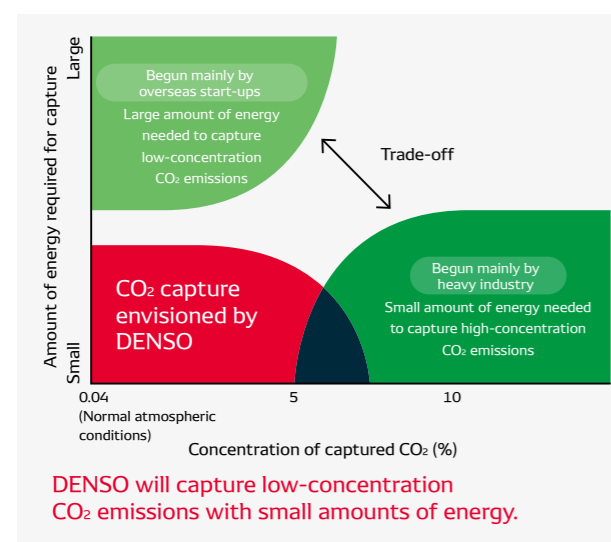 Large
Amount of energy required for capture
Small
Begun mainly by
overseas start-ups
Large amount of energy
needed to capture
low-concentration
CO₂ emissions
Trade-off
CO₂ capture
envisioned by
DENSO
Begun mainly by
heavy industry
Small amount of energy needed
to capture high-concentration
CO₂ emissions
0.04
5
10
(Normal atmospheric
conditions)
Concentration of captured CO₂ (%)
DENSO will capture low-concentration
CO₂ emissions with small amounts of energy.